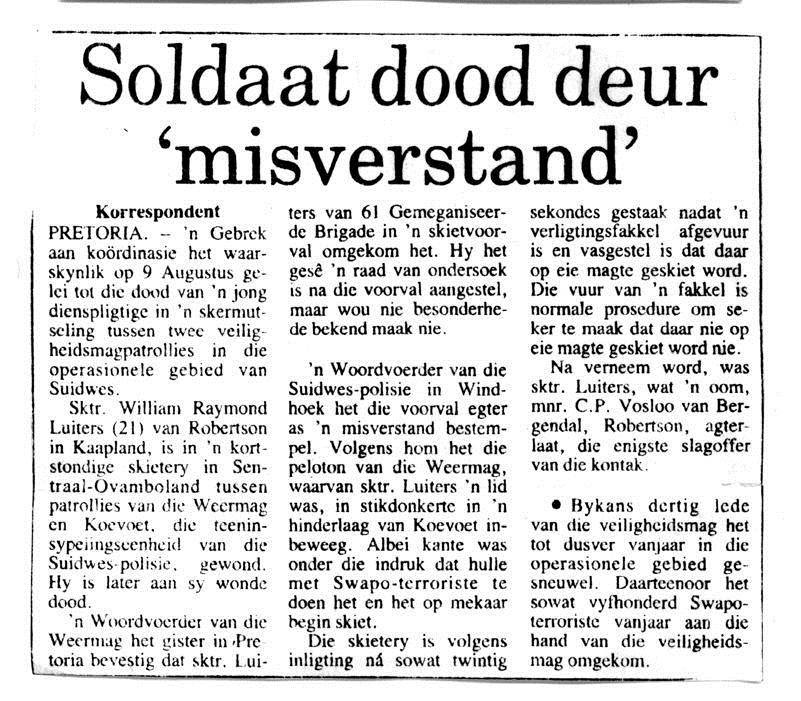 Soldaat dood deur
‘misverstand’
Korrespondent
PRETORIA. — 'n Gebrek
aan koördinasie het waar-
skynlik op 9 Augustus ge-
lei tot die dood van 'n jong
dienspligtige in 'n skermut-
seling tussen twee veilig-
heidsmagpatrollies in die
operasionele gebied van
Suidwes.
Sktr. William Raymond
Luiters (21) van Robertson
in Kaapland, is in 'n kort-
stondige skietery in Sen-
traal-Ovamboland tussen
patrollies van die Weermag
en Koevoet, die teenin-
sypelingseenheid van die
Suidwes-polisie, gewond.
Hy is later aan sy wonde
dood.
'n Woordvoerder van die
Weermag het gister in Pre-
toria bevestig dat sktr. Lui-
ters van 61 Gemeganiseer-
de Brigade in 'n skietvoor-
val omgekom het. Hy het
gesê 'n raad van ondersoek
is na die voorval aangestel,
maar wou nie besonderhe-
de bekend maak nie.
'n Woordvoerder van die
Suidwes-polisie in Wind-
hoek het die voorval egter
as 'n misverstand bestem-
pel. Volgens hom het die
peloton van die Weermag,
waarvan sktr. Luiters 'n lid
was, in stikdonkerte in 'n
hinderlaag van Koevoet in-
beweeg. Albei kante was
onder die indruk dat hulle
met Swapo-terroriste te
doen het en het op mekaar
begin skiet.
Die skietery is volgens
inligting ná sowat twintig
sekondes gestaak nadat 'n
verligtingsfakkel afgevuur
is en vasgestel is dat daar
op eie magte geskiet word.
Die vuur van 'n fakkel is
normale prosedure om se-
ker te maak dat daar nie op
eie magte geskiet word nie.
Na verneem word, was
sktr. Luiters, wat 'n oom,
mnr. C.P. Vosloo van Ber-
gendal, Robertson, agter-
laat, die enigste slagoffer
van die kontak.
● Bykans dertig lede
van die veiligheidsmag het
tot dusver vanjaar in die
operasionele gebied ge-
sneuwel. Daarteenoor het
sowat vyfhonderd Swapo-
terroriste vanjaar aan die
hand van die veiligheids-
mag omgekom.